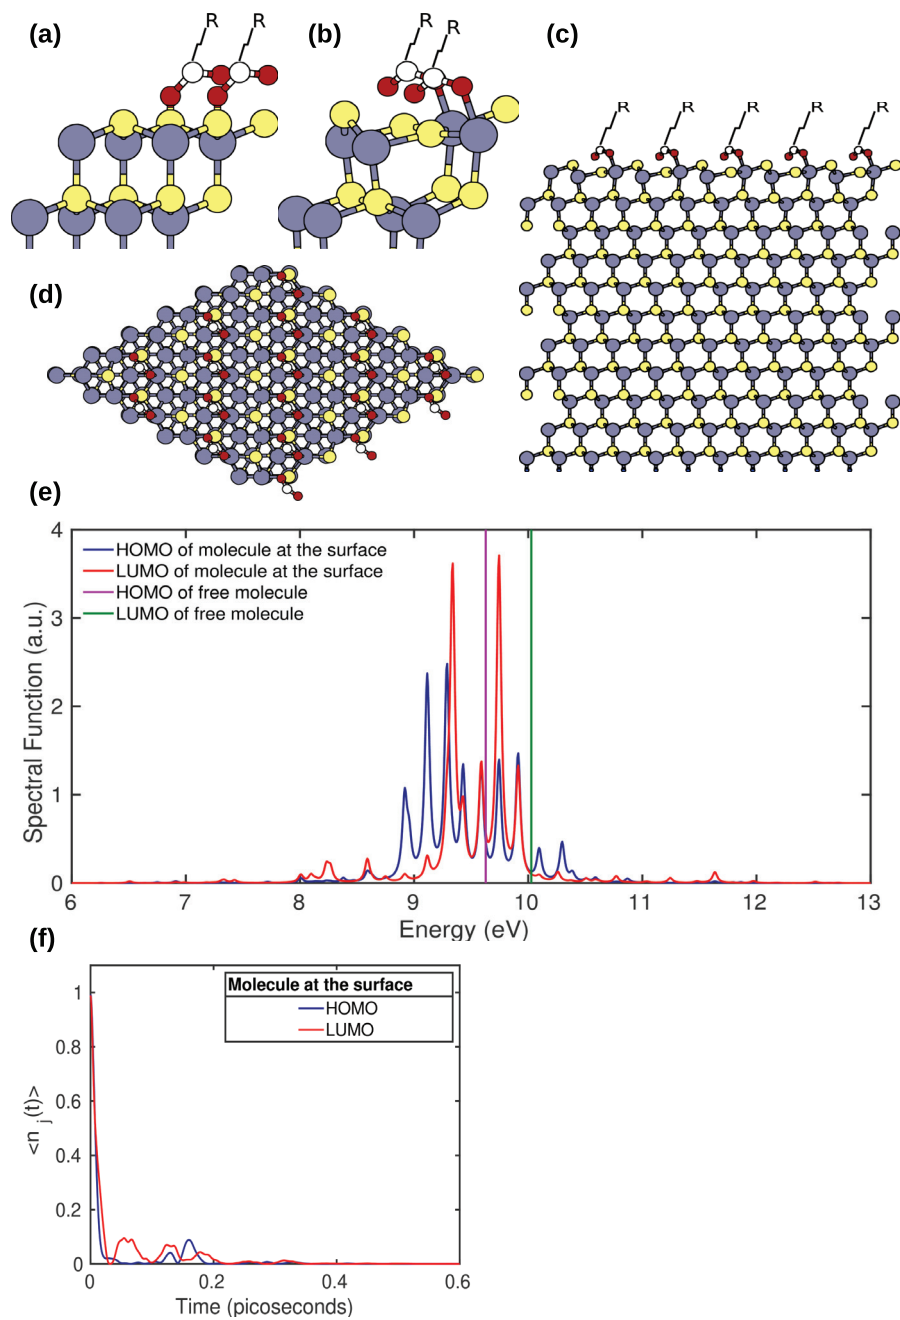 (a)
R
R
(b)
R
R
(c)
R
R
R
R
R
(d)
(e)
4
3
2
1
0
Spectral Function (a.u.)
HOMO of molecule at the surface
LUMO of molecule at the surface
HOMO of free molecule
LUMO of free molecule
6 7 8 9 10 11 12 13
Energy (eV)
(f)
1
0.8
0.6
0.4
0.2
0
<n j(t)>
Molecule at the surface
HOMO
LUMO
0 0.2 0.4 0.6
Time (picoseconds)